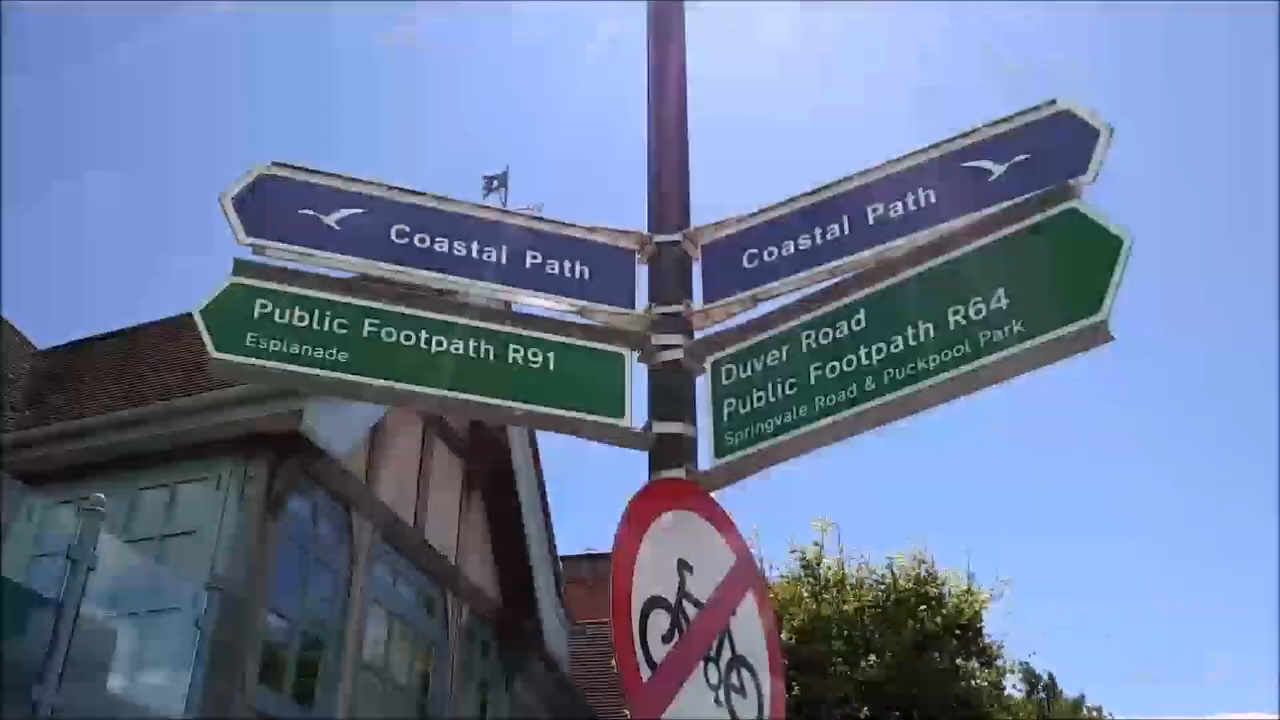 Coastal Path
Public Footpath R91
Esplanade
Coastal Path
Duver Road
Public Footpath R64
Springvale Road & Puckpool Park